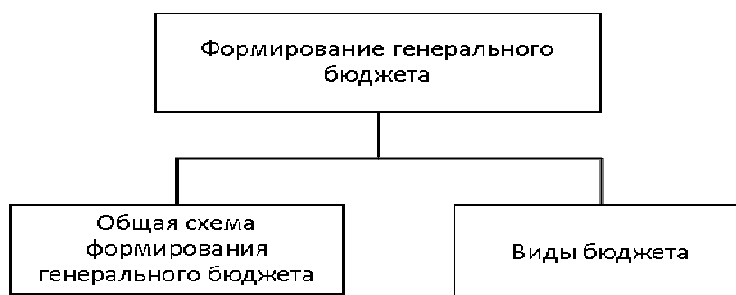 Формирование генерального
бюджета
Общая схема
формирования
генерального бюджета
Виды бюджета